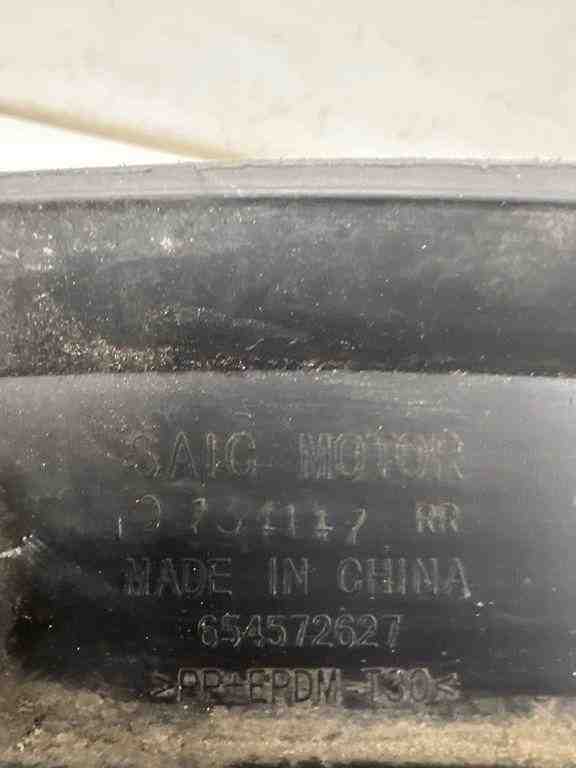 SAIC MOTOR
RR
MADE IN CHINA
654572627
>PP+EPDM-T30<